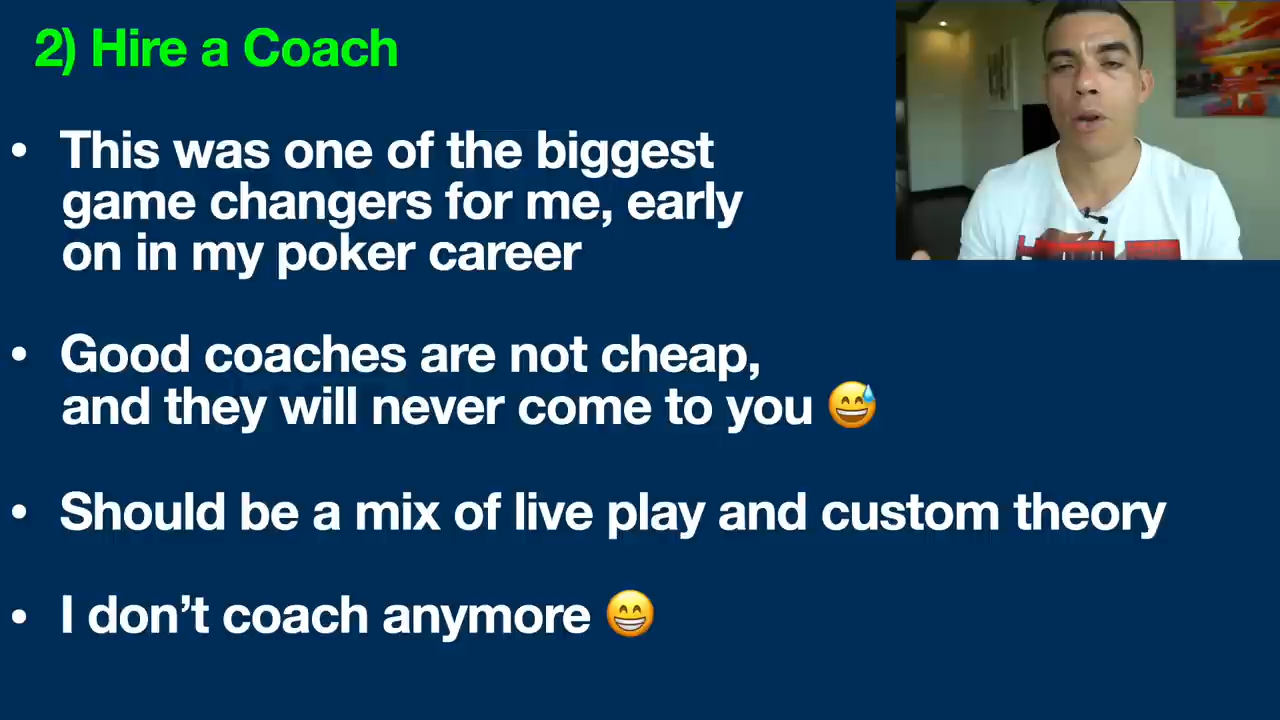 2) Hire a Coach
• This was one of the biggest
game changers for me, early
on in my poker career
• Good coaches are not cheap,
and they will never come to you 😅
• Should be a mix of live play and custom theory
• I don’t coach anymore 😁